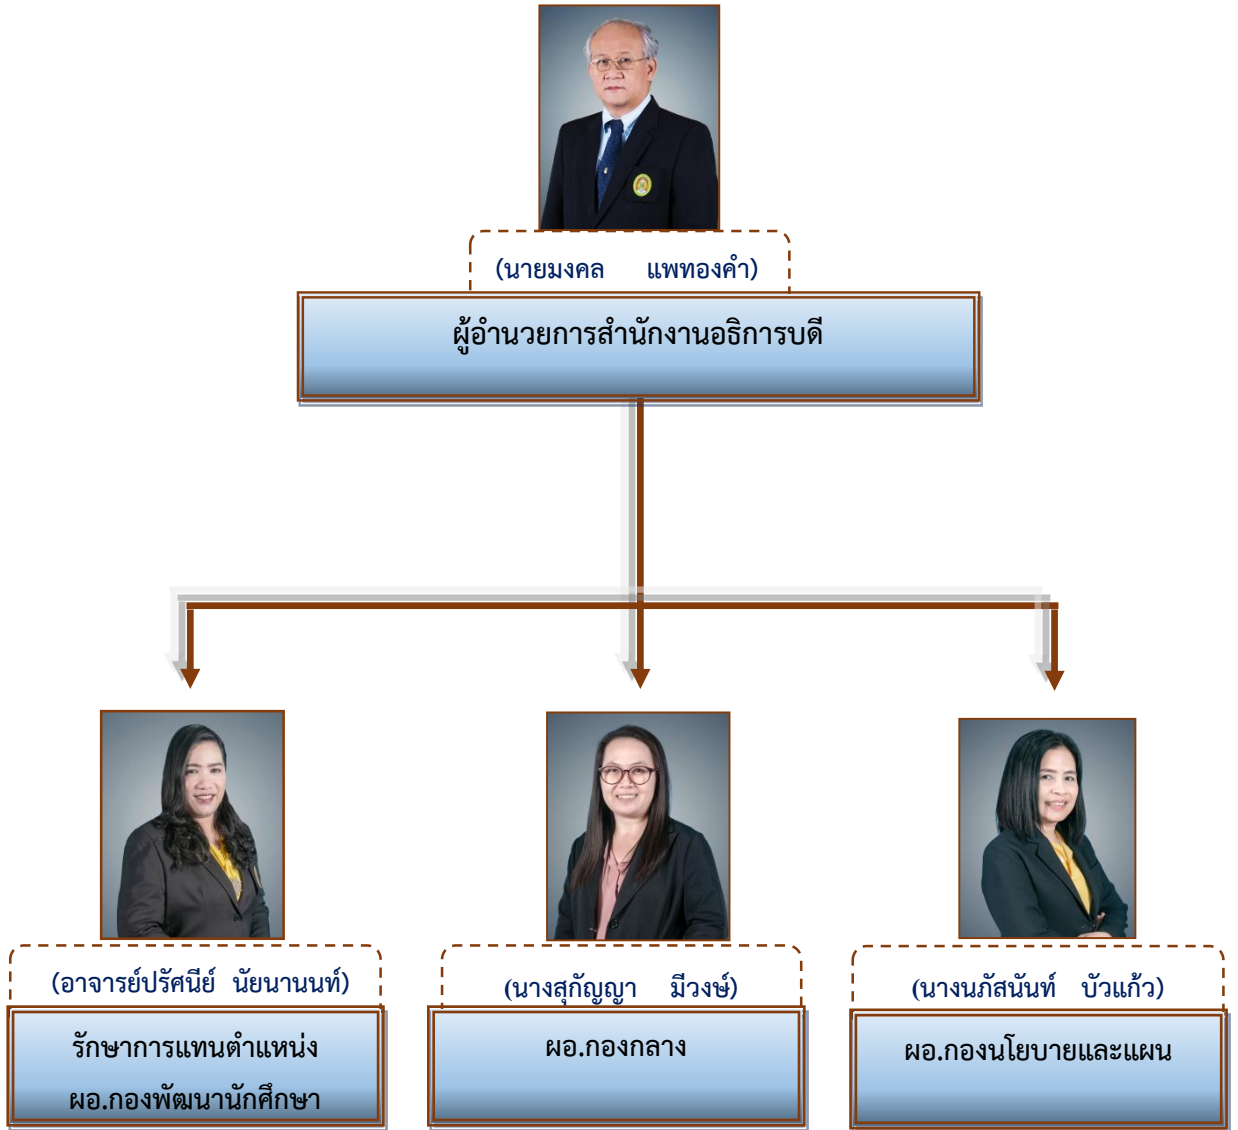 (นายมงคล แพทองคำ)
ผู้อำนวยการสำนักงานอธิการบดี
(อาจารย์ปรัศนีย์ นัยนานนท์)
รักษาการแทนตำแหน่ง
ผอ.กองพัฒนานักศึกษา
(นางสุกัญญา มีวงษ์)
ผอ.กองกลาง
(นางนภัสนันท์ บัวแก้ว)
ผอ.กองนโยบายและแผน